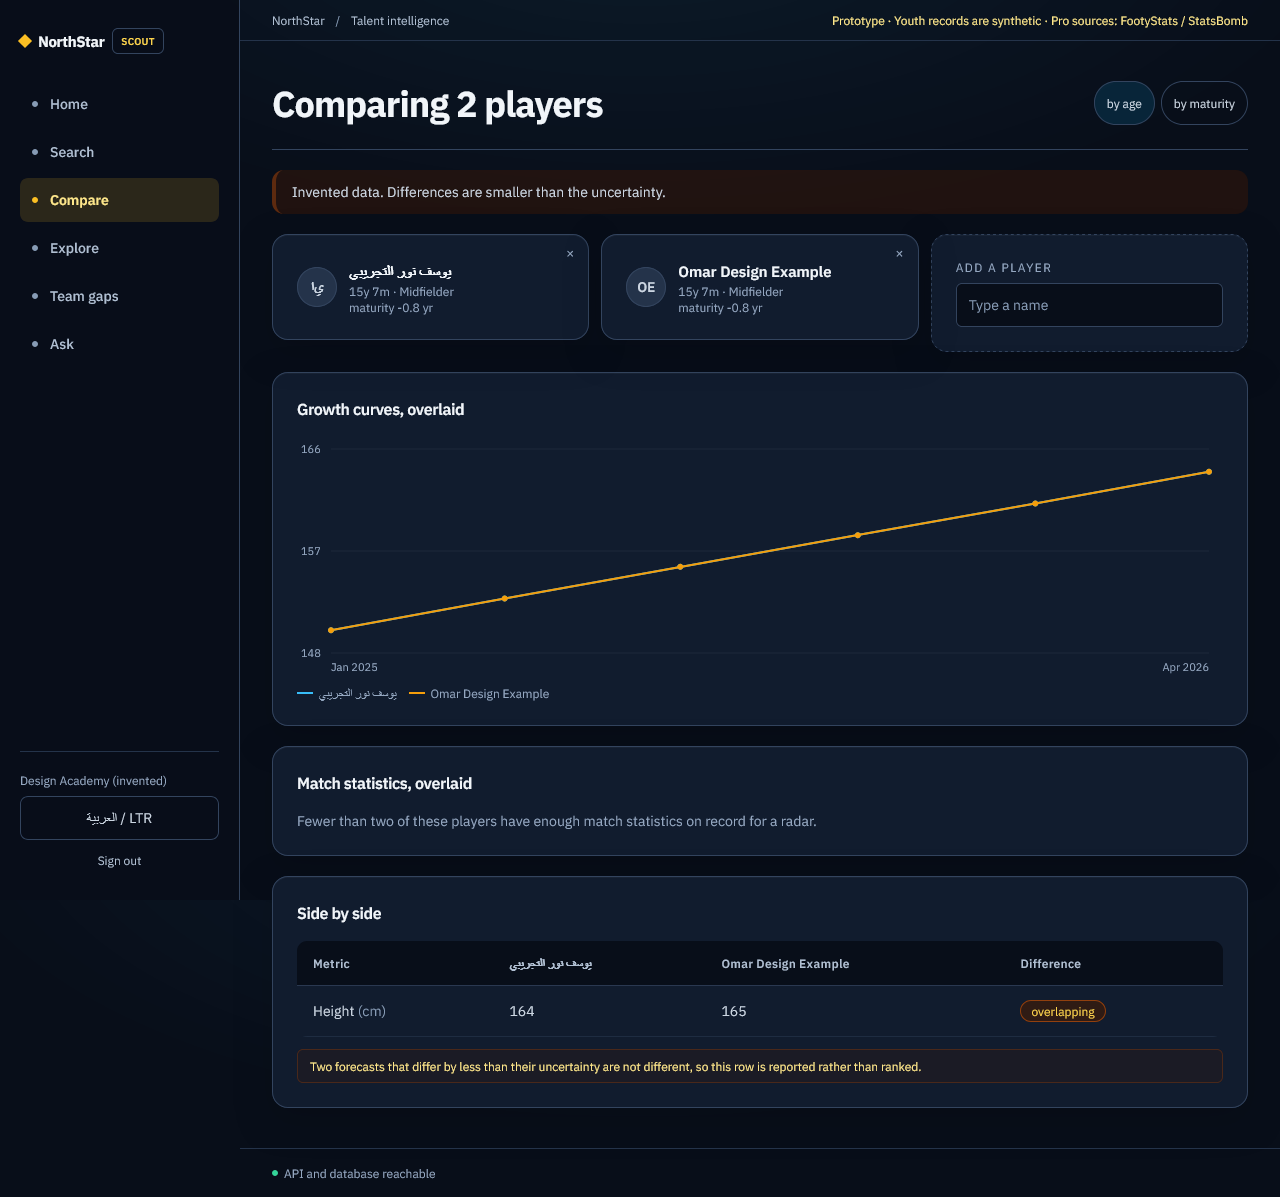 NorthStar SCOUT
Home
Search
Compare
Explore
Team gaps
Ask
Design Academy (invented)
العربية / LTR
Sign out
NorthStar / Talent intelligence
Prototype · Youth records are synthetic · Pro sources: FootyStats / StatsBomb
Comparing 2 players
by age
by maturity
Invented data. Differences are smaller than the uncertainty.
×
يا
يوسف نور التجريبي
15y 7m · Midfielder
maturity -0.8 yr
×
OE
Omar Design Example
15y 7m · Midfielder
maturity -0.8 yr
ADD A PLAYER
Type a name
Growth curves, overlaid
166
157
148
Jan 2025
Apr 2026
يوسف نور التجريبي
Omar Design Example
Match statistics, overlaid
Fewer than two of these players have enough match statistics on record for a radar.
Side by side
Metric يوسف نور التجريبي Omar Design Example Difference
Height (cm) 164 165 overlapping
Two forecasts that differ by less than their uncertainty are not different, so this row is reported rather than ranked.
API and database reachable